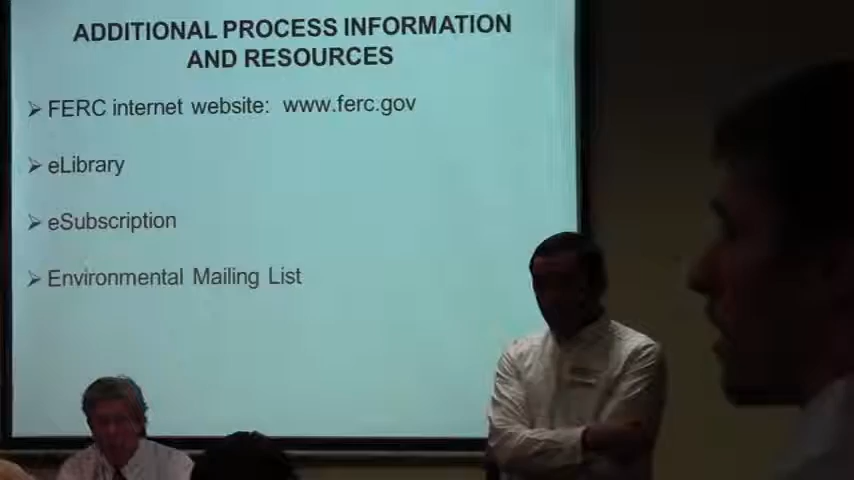 ADDITIONAL PROCESS INFORMATION
AND RESOURCES
➢ FERC internet website: www.ferc.gov
➢ eLibrary
➢ eSubscription
➢ Environmental Mailing List